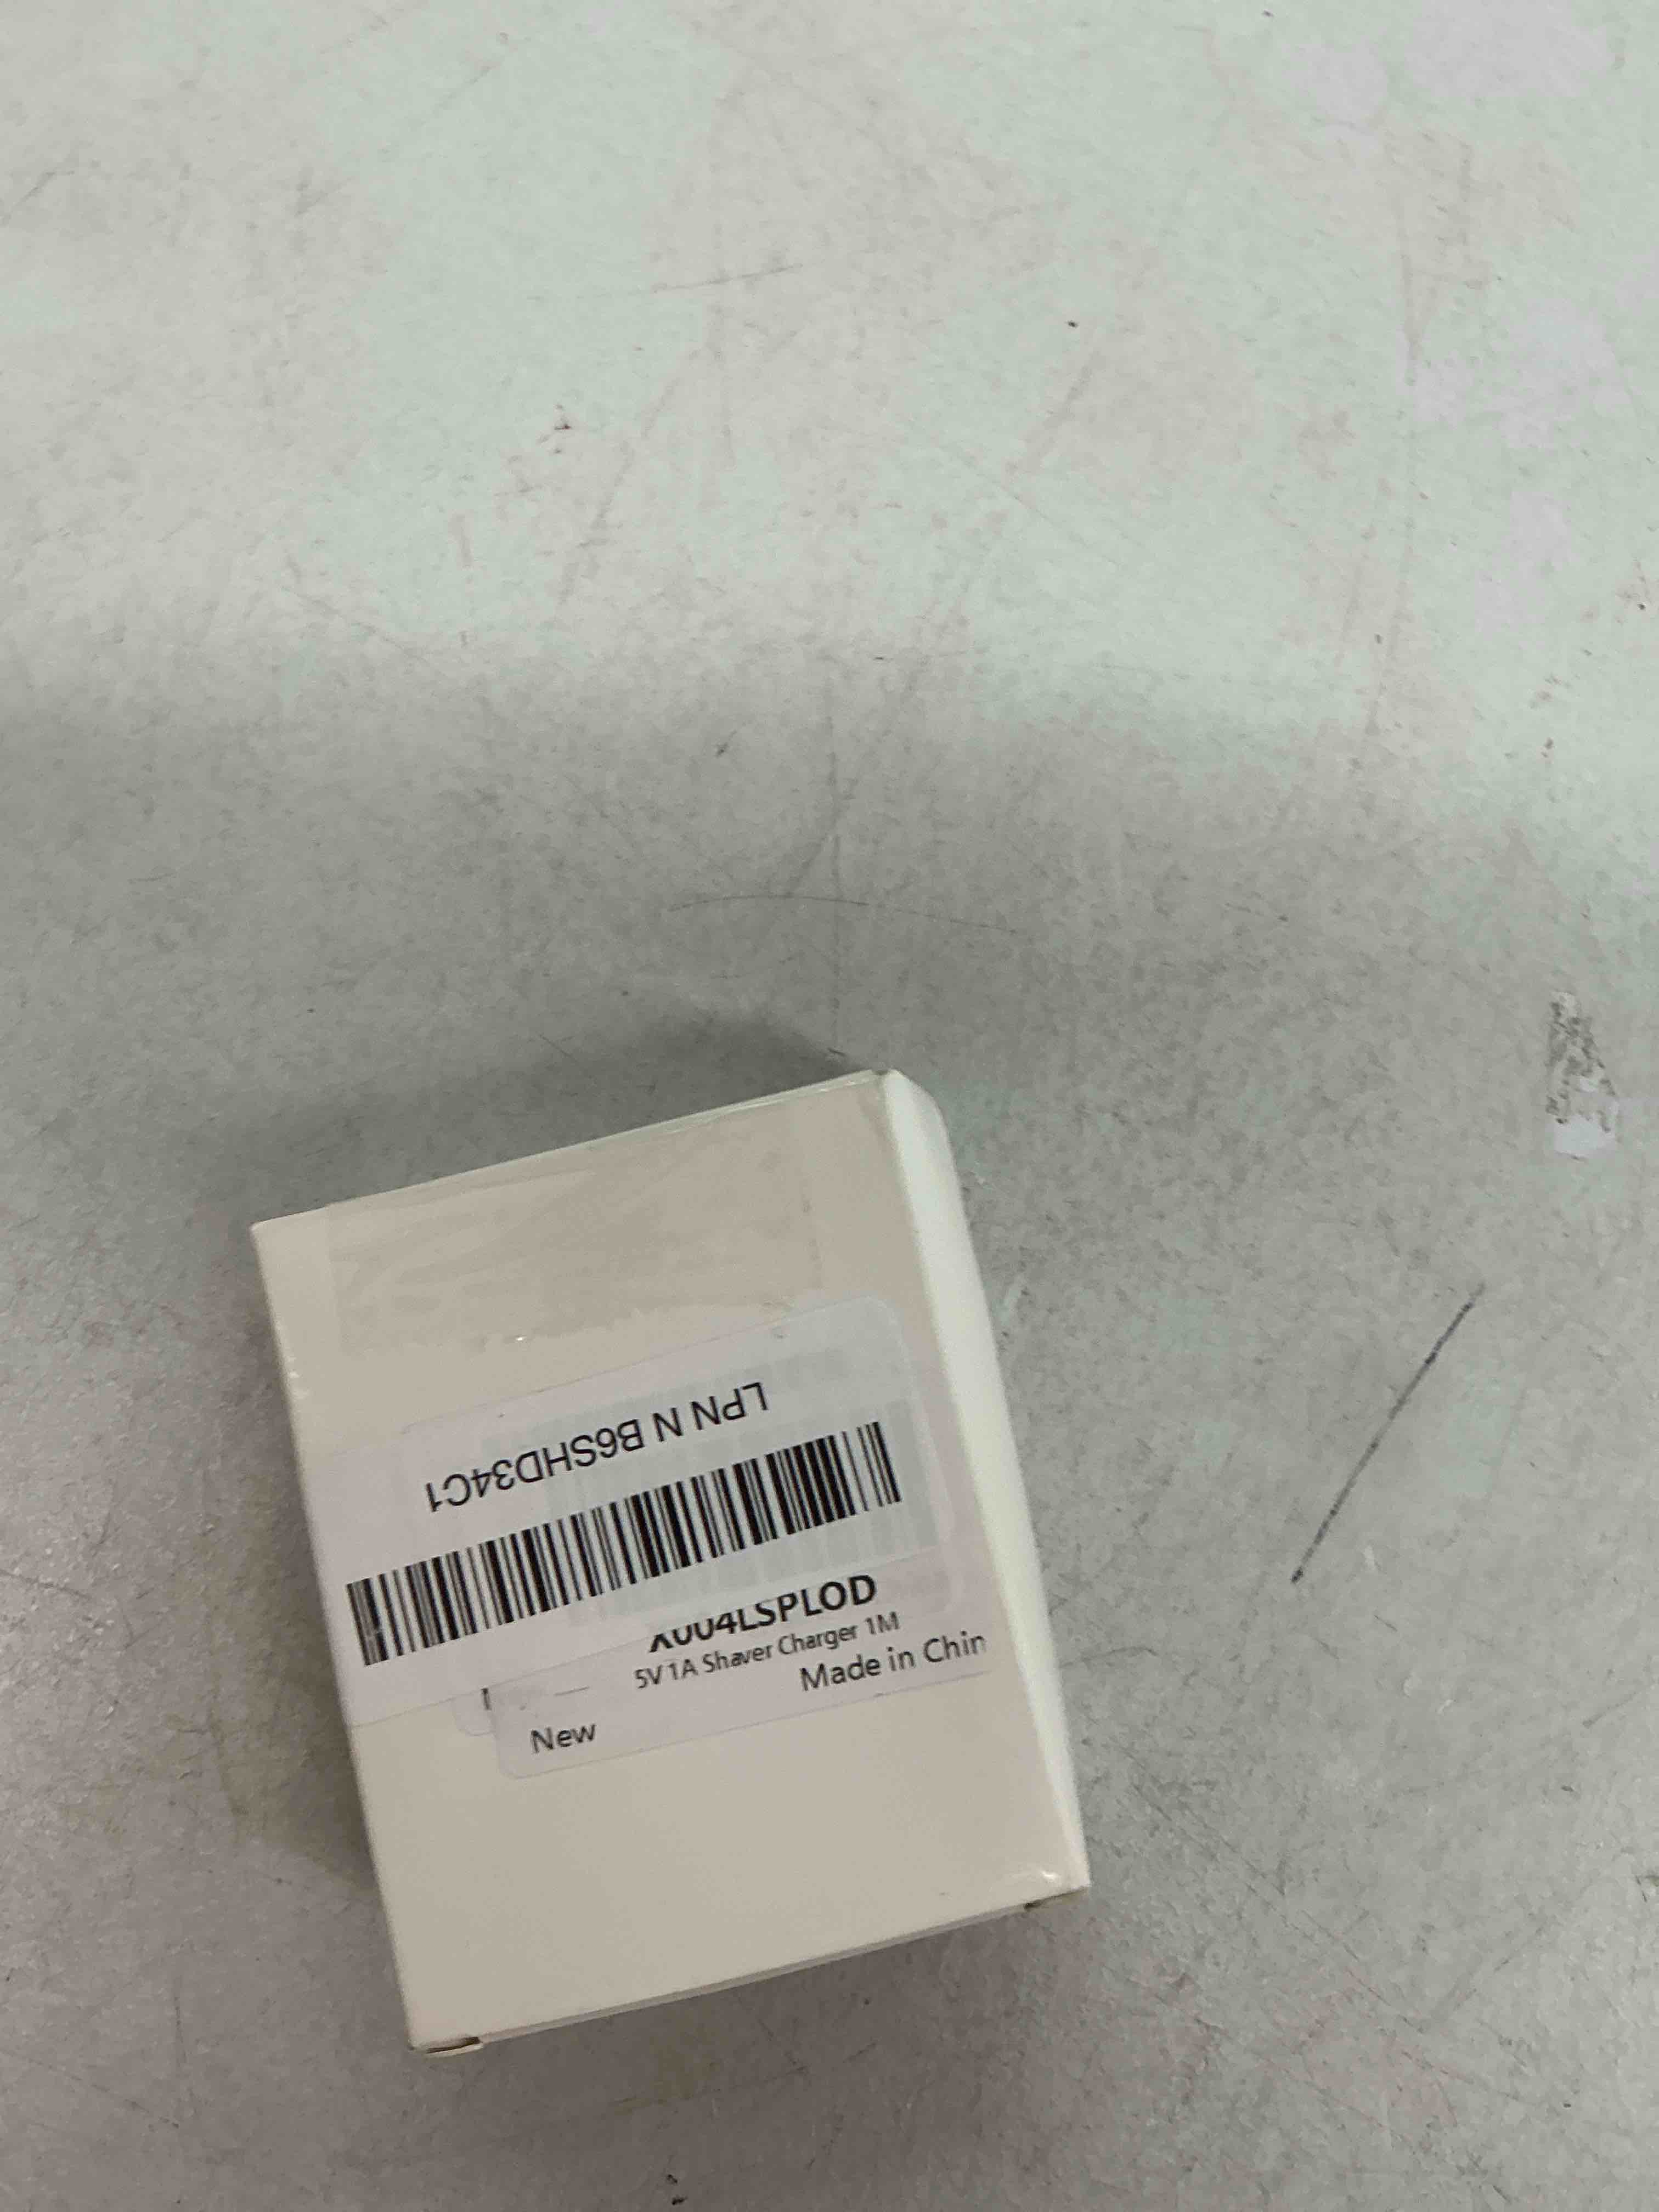 LPN N B6SHD34C1
X004LSPLOD
5V 1A Shaver Charger 1M
Made in Chin
New